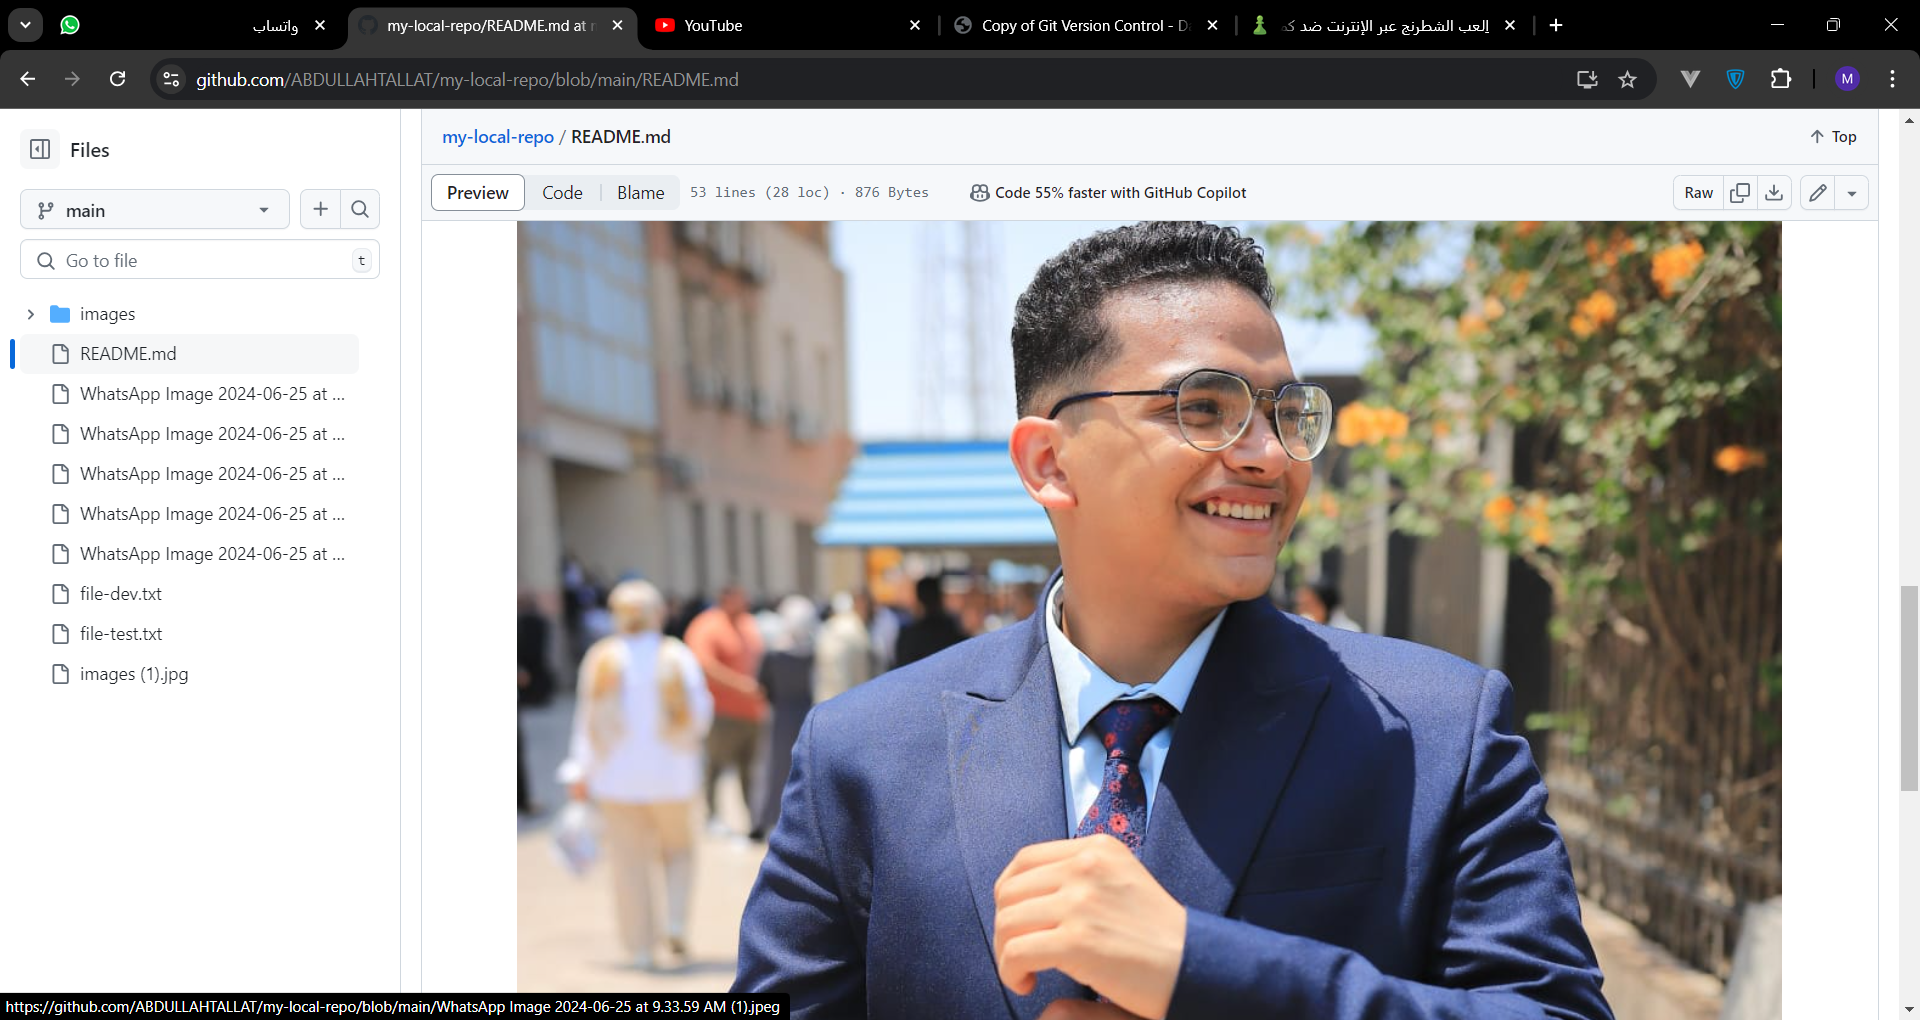 واتساب
my-local-repo/README.md at
YouTube
Copy of Git Version Control - D
إلعب الشطرنج عبر الإنترنت ضد كم
github.com/ABDULLAHTALLAT/my-local-repo/blob/main/README.md
M
Files
main
Go to file
t
images
README.md
WhatsApp Image 2024-06-25 at ...
WhatsApp Image 2024-06-25 at ...
WhatsApp Image 2024-06-25 at ...
WhatsApp Image 2024-06-25 at ...
WhatsApp Image 2024-06-25 at ...
file-dev.txt
file-test.txt
images (1).jpg
my-local-repo / README.md
Top
Preview Code Blame 53 lines (28 loc) · 876 Bytes Code 55% faster with GitHub Copilot Raw
https://github.com/ABDULLAHTALLAT/my-local-repo/blob/main/WhatsApp Image 2024-06-25 at 9.33.59 AM (1).jpeg